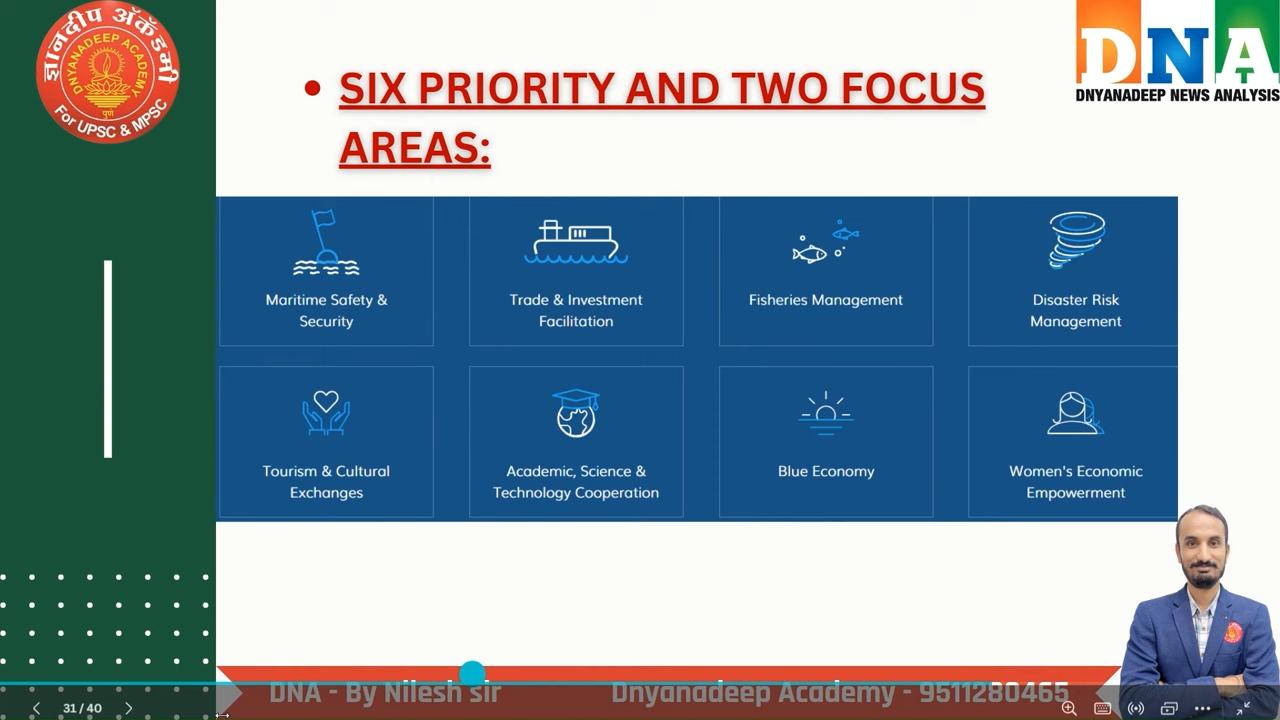 ज्ञानदीप अ‍ॅकॅडमी
DNYANADEEP ACADEMY
पुणे
For UPSC & MPSC
DNA
DNYANADEEP NEWS ANALYSIS
• SIX PRIORITY AND TWO FOCUS
AREAS:
Maritime Safety &
Security
Trade & Investment
Facilitation
Fisheries Management
Disaster Risk
Management
Tourism & Cultural
Exchanges
Academic, Science &
Technology Cooperation
Blue Economy
Women's Economic
Empowerment
DNA - By Nilesh sir
Dnyanadeep Academy - 9511280465
31 / 40